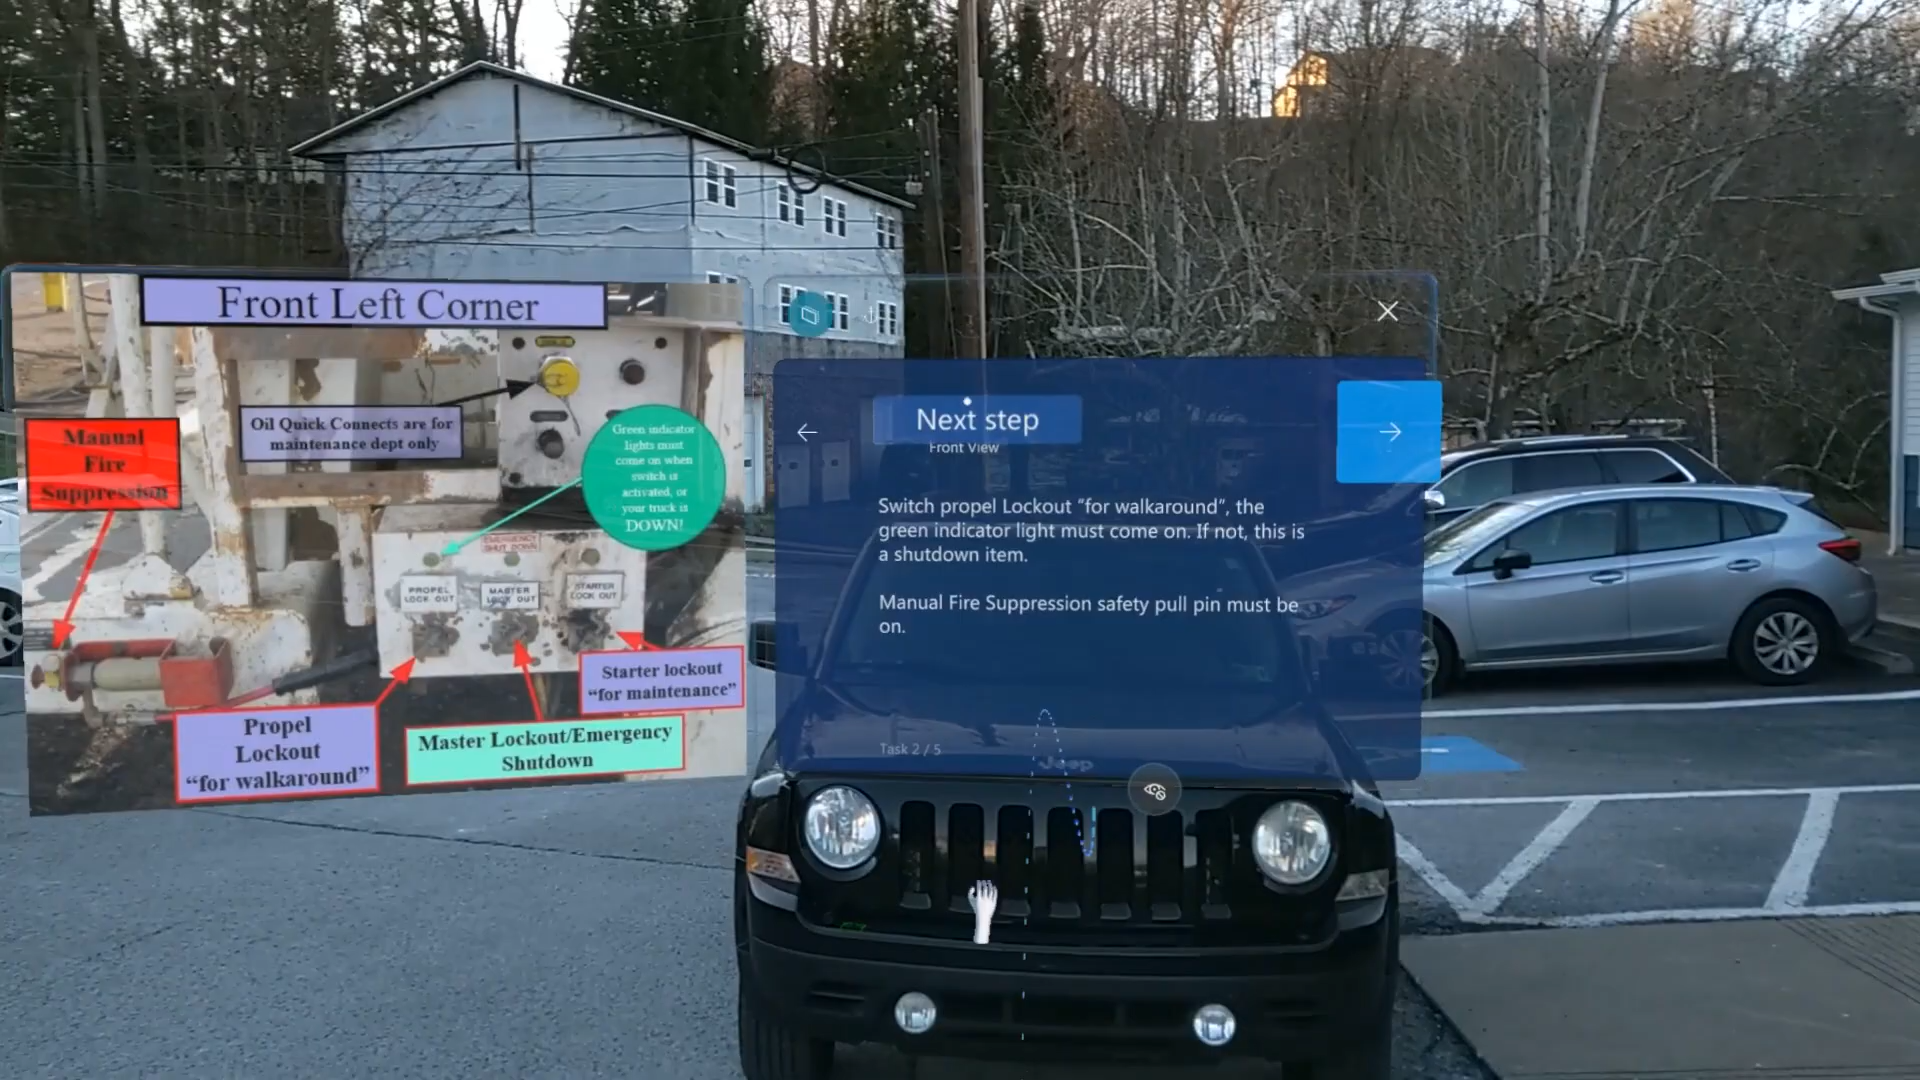 Front Left Corner
Oil Quick Connects are for
maintenance dept only
Green indicator
lights must
come on when
switch is
activated, or
your truck is
DOWN!
Manual
Fire
Suppression
EMERGENCY
SHUT DOWN
PROPEL
LOCK OUT
MASTER
LOCK OUT
STARTER
LOCK OUT
Starter lockout
“for maintenance”
Propel
Lockout
“for walkaround”
Master Lockout/Emergency
Shutdown
Next step
Front View
Switch propel Lockout “for walkaround”, the
green indicator light must come on. If not, this is
a shutdown item.
Manual Fire Suppression safety pull pin must be
on.
Task 2 / 5
Jeep